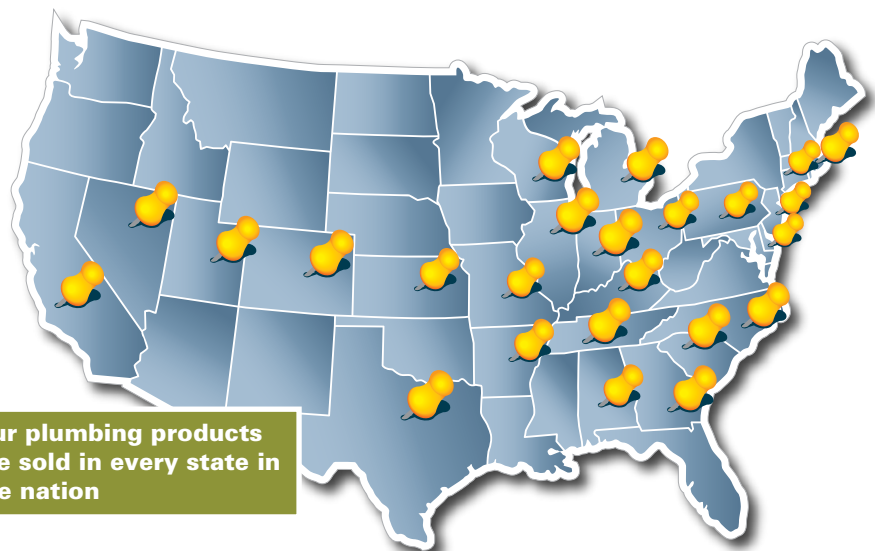 ur plumbing products
e sold in every state in
e nation